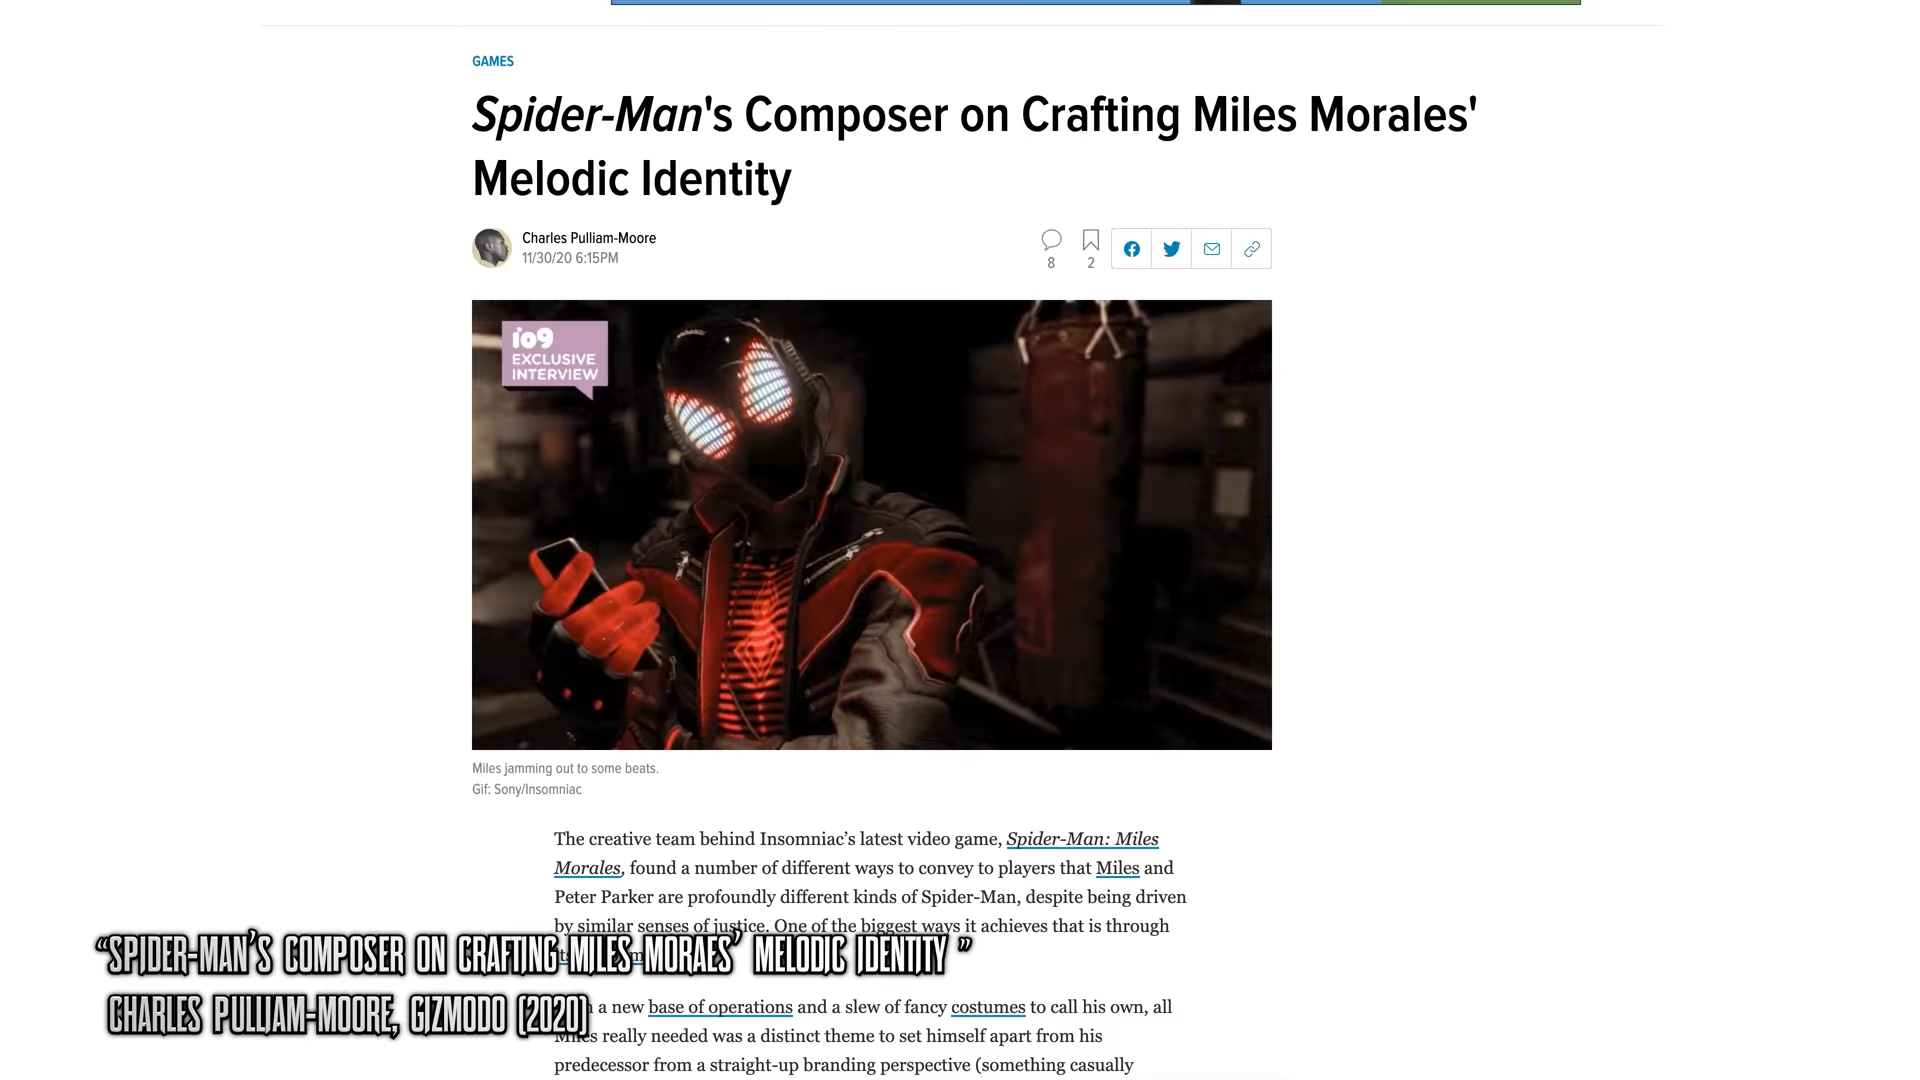 GAMES
Spider-Man's Composer on Crafting Miles Morales'
Melodic Identity
Charles Pulliam-Moore
11/30/20 6:15PM
8
2
io9
EXCLUSIVE
INTERVIEW
Miles jamming out to some beats.
Gif: Sony/Insomniac
The creative team behind Insomniac’s latest video game, Spider-Man: Miles
Morales, found a number of different ways to convey to players that Miles and
Peter Parker are profoundly different kinds of Spider-Man, despite being driven
by similar senses of justice. One of the biggest ways it achieves that is through
“SPIDER-MAN’S COMPOSER ON CRAFTING MILES MORAES’ MELODIC IDENTITY ”
CHARLES PULLIAM-MOORE, GIZMODO (2020)
a new base of operations and a slew of fancy costumes to call his own, all
Miles really needed was a distinct theme to set himself apart from his
predecessor from a straight-up branding perspective (something casually